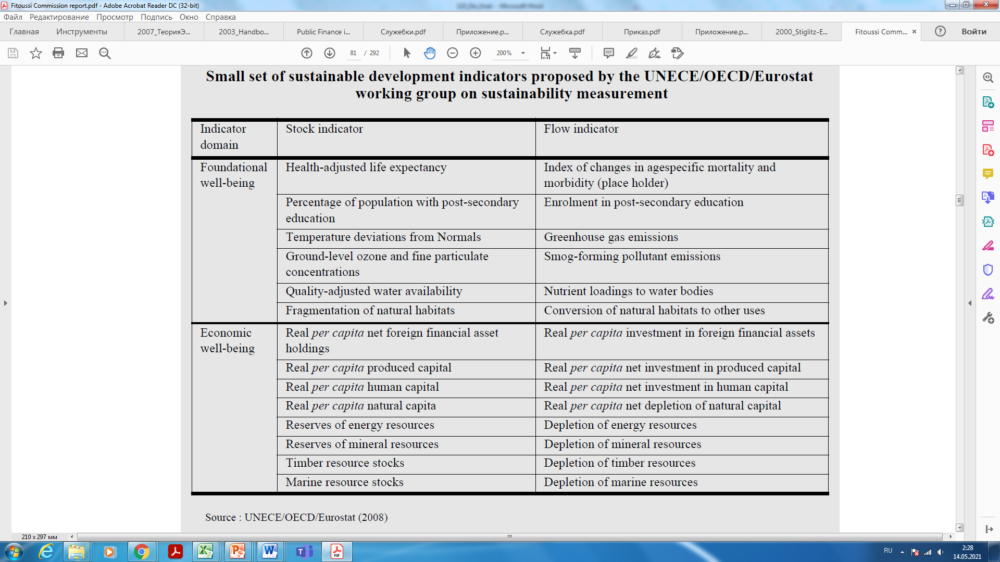 Fitoussi Commission report.pdf - Adobe Acrobat Reader DC (32-bit)
Файл Редактирование Просмотр Подпись Окно Справка
Главная Инструменты 2007_ТеорияЭ... 2003_Handbo... Public Finance i... Служебки.pdf Приложение.р... Служебка.pdf Приказ.pdf Приложение.р... 2000_Stiglitz-E... Fitoussi Comm... Войти
81 / 292 200%
Small set of sustainable development indicators proposed by the UNECE/OECD/Eurostat
working group on sustainability measurement
Indicator domain
Stock indicator
Flow indicator
Foundational well-being
Health-adjusted life expectancy
Index of changes in agespecific mortality and
morbidity (place holder)
Percentage of population with post-secondary
education
Enrolment in post-secondary education
Temperature deviations from Normals
Greenhouse gas emissions
Ground-level ozone and fine particulate
concentrations
Smog-forming pollutant emissions
Quality-adjusted water availability
Nutrient loadings to water bodies
Fragmentation of natural habitats
Conversion of natural habitats to other uses
Economic well-being
Real per capita net foreign financial asset
holdings
Real per capita investment in foreign financial assets
Real per capita produced capital
Real per capita net investment in produced capital
Real per capita human capital
Real per capita net investment in human capital
Real per capita natural capita
Real per capita net depletion of natural capital
Reserves of energy resources
Depletion of energy resources
Reserves of mineral resources
Depletion of mineral resources
Timber resource stocks
Depletion of timber resources
Marine resource stocks
Depletion of marine resources
Source : UNECE/OECD/Eurostat (2008)
210 x 297 мм
RU
2:28
14.05.2021